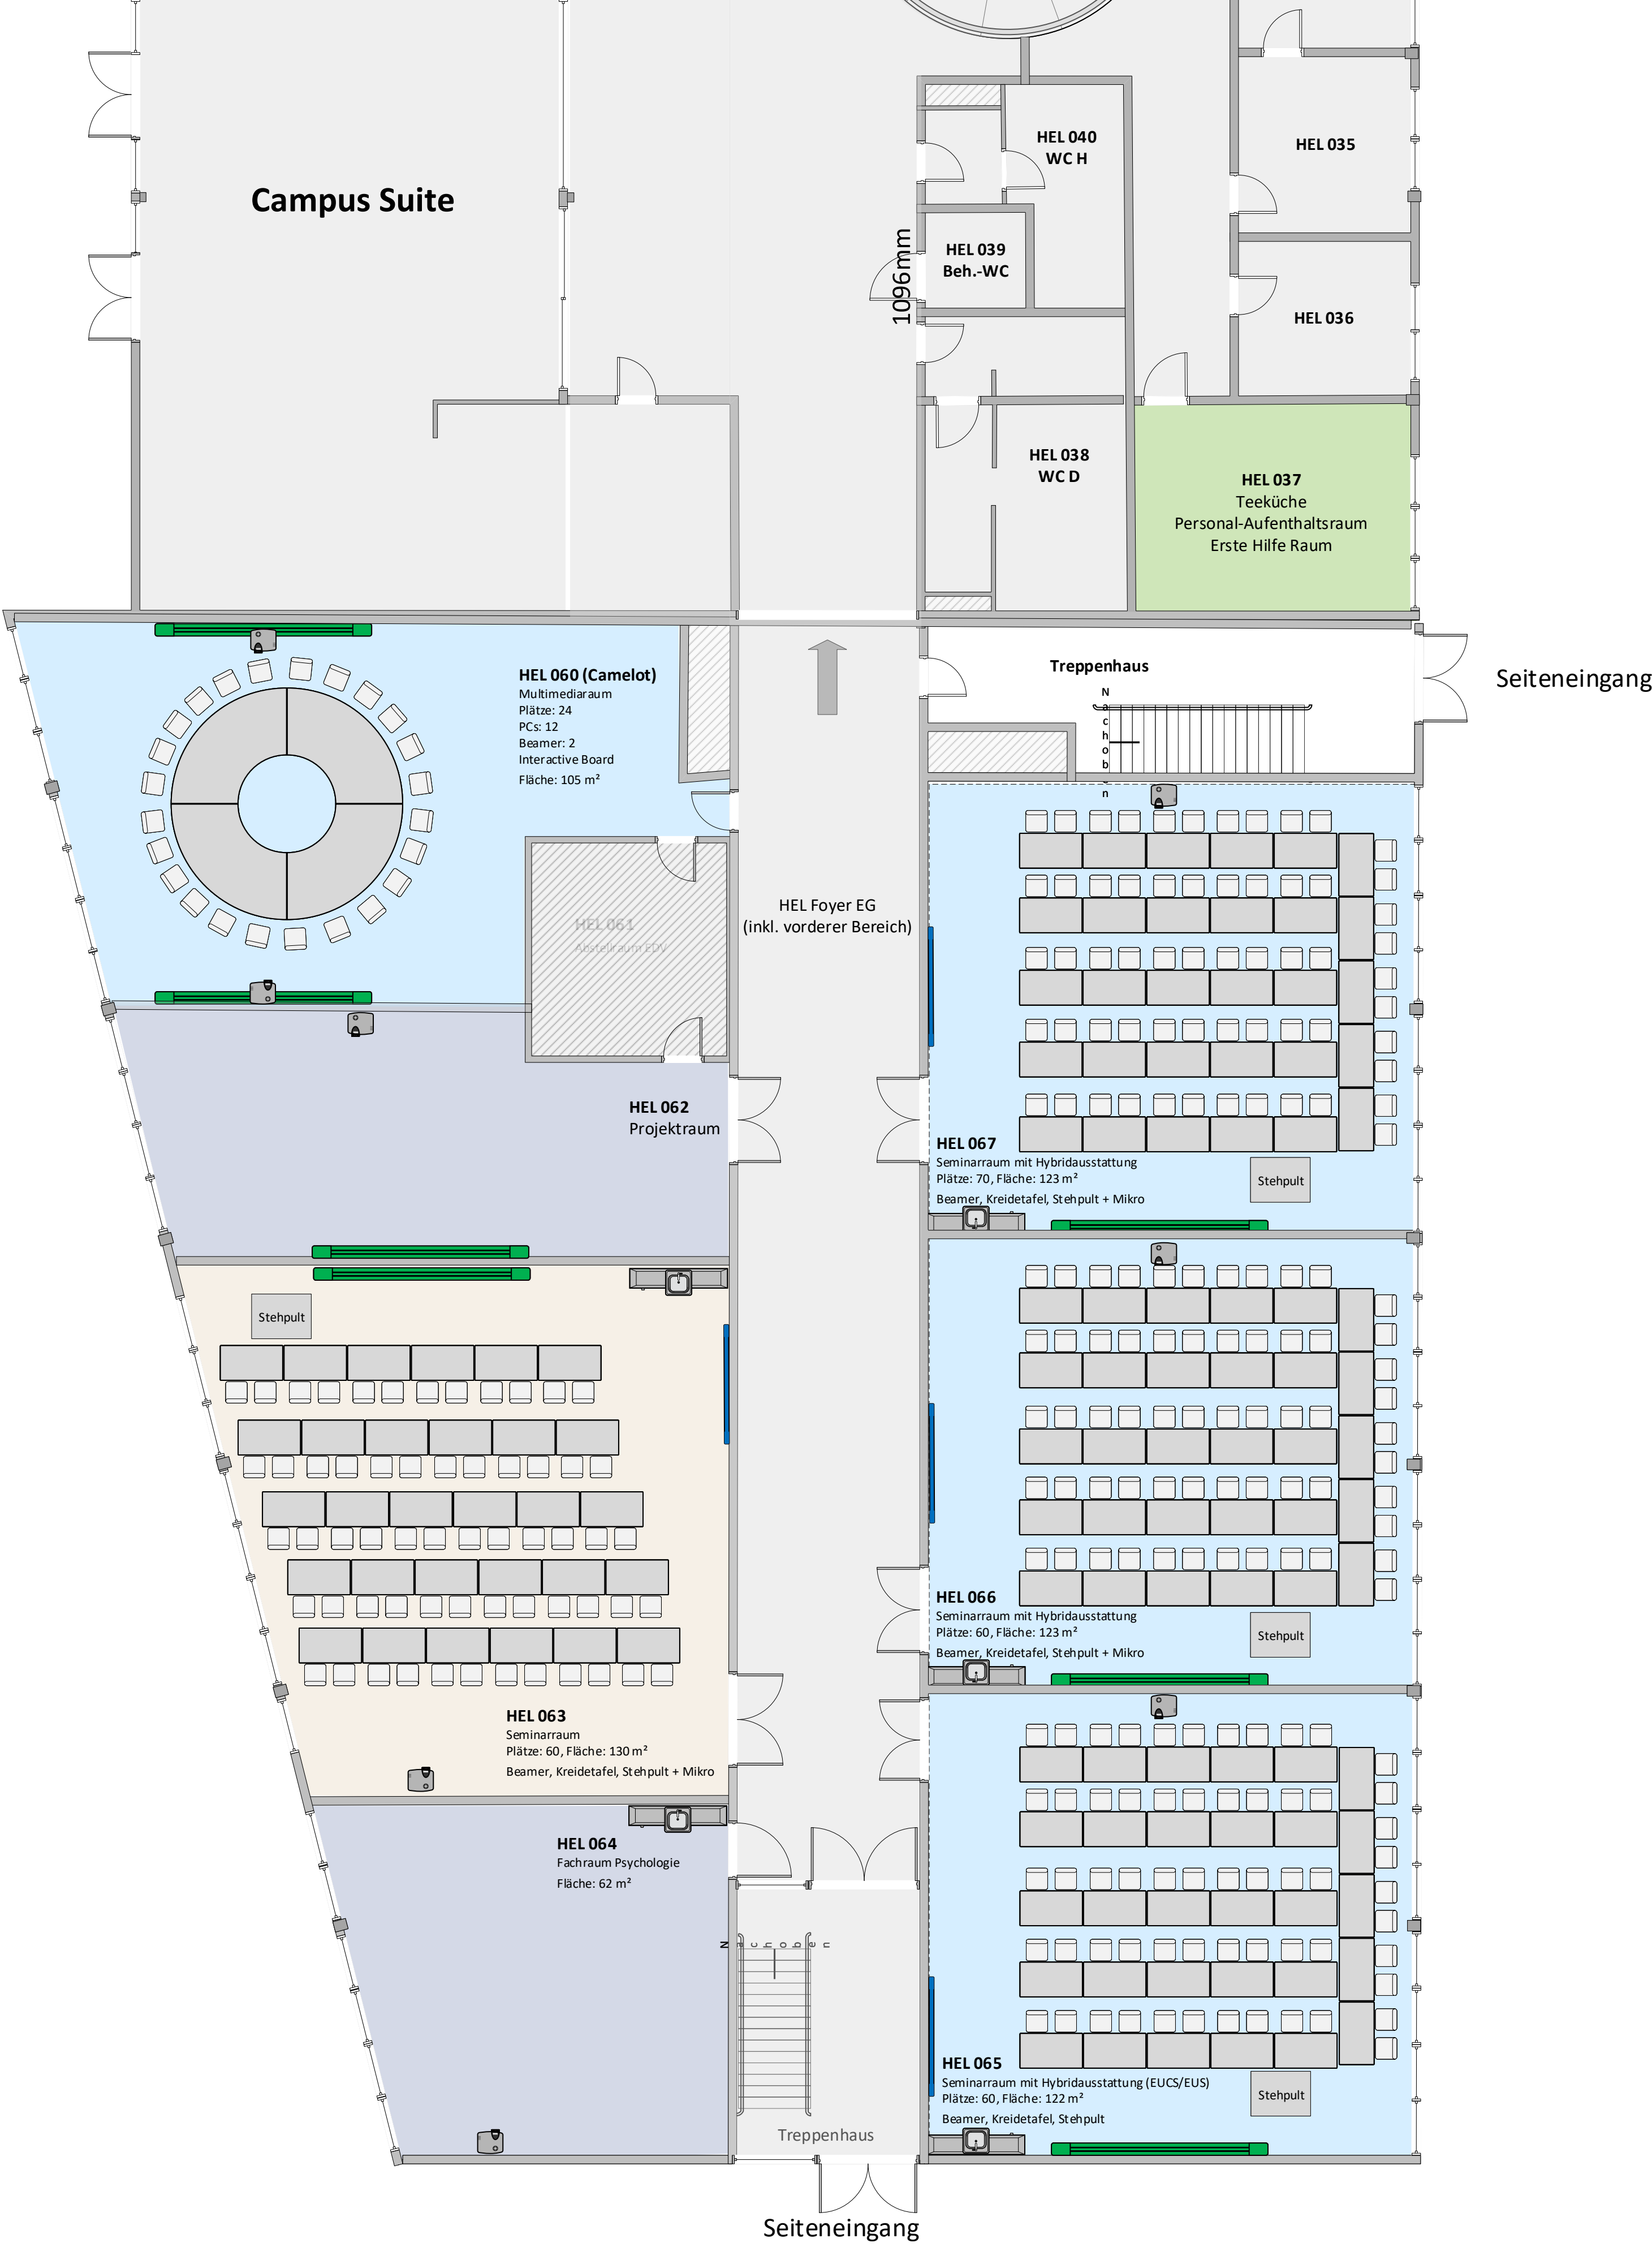 HEL 040
WC H
HEL 035
Campus Suite
HEL 039
Beh.-WC
1096mm
HEL 036
HEL 038
WC D
HEL 037
Teeküche
Personal-Aufenthaltsraum
Erste Hilfe Raum
HEL 060 (Camelot)
Multimediaraum
Plätze: 24
PCs: 12
Beamer: 2
Interactive Board
Fläche: 105 m²
Treppenhaus
Nach oben
Seiteneingang
HEL 061
Abstellraum EDV
HEL Foyer EG
(inkl. vorderer Bereich)
HEL 062
Projektraum
HEL 067
Seminarraum mit Hybridausstattung
Plätze: 70, Fläche: 123 m²
Beamer, Kreidetafel, Stehpult + Mikro
Stehpult
Stehpult
HEL 066
Seminarraum mit Hybridausstattung
Plätze: 60, Fläche: 123 m²
Beamer, Kreidetafel, Stehpult + Mikro
Stehpult
HEL 063
Seminarraum
Plätze: 60, Fläche: 130 m²
Beamer, Kreidetafel, Stehpult + Mikro
HEL 064
Fachraum Psychologie
Fläche: 62 m²
Nach oben
HEL 065
Seminarraum mit Hybridausstattung (EUCS/EUS)
Plätze: 60, Fläche: 122 m²
Beamer, Kreidetafel, Stehpult
Stehpult
Treppenhaus
Seiteneingang